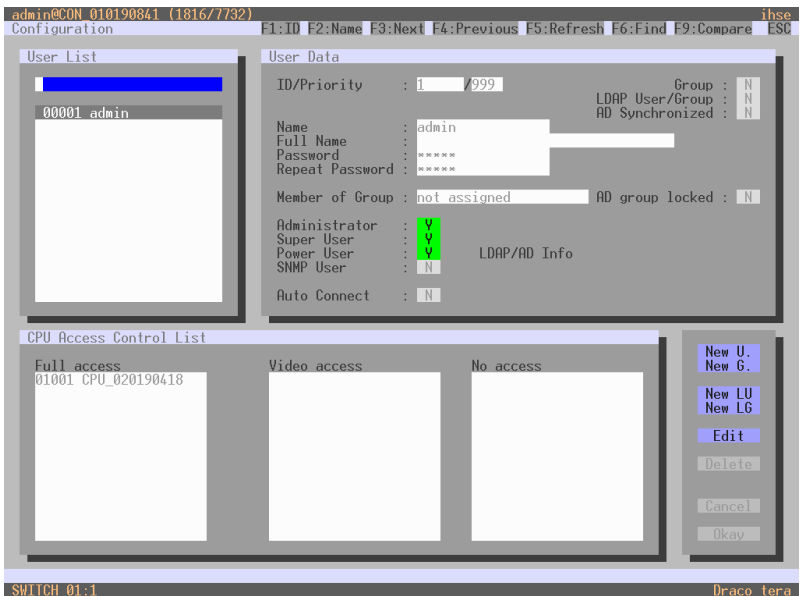 admin@CON_010190841 (1816/7732) ihse
Configuration F1:ID F2:Name F3:Next F4:Previous F5:Refresh F6:Find F9:Compare ESC
User List
00001 admin
User Data
ID/Priority : 1 /999 Group : N
LDAP User/Group : N
AD Synchronized : N
Name : admin
Full Name :
Password : *****
Repeat Password : *****
Member of Group : not assigned AD group locked : N
Administrator : Y
Super User : Y
Power User : Y LDAP/AD Info
SNMP User : N
Auto Connect : N
CPU Access Control List
Full access Video access No access
01001 CPU_020190418
New U.
New G.
New LU
New LG
Edit
Delete
Cancel
Okay
SWITCH 01:1 Draco tera